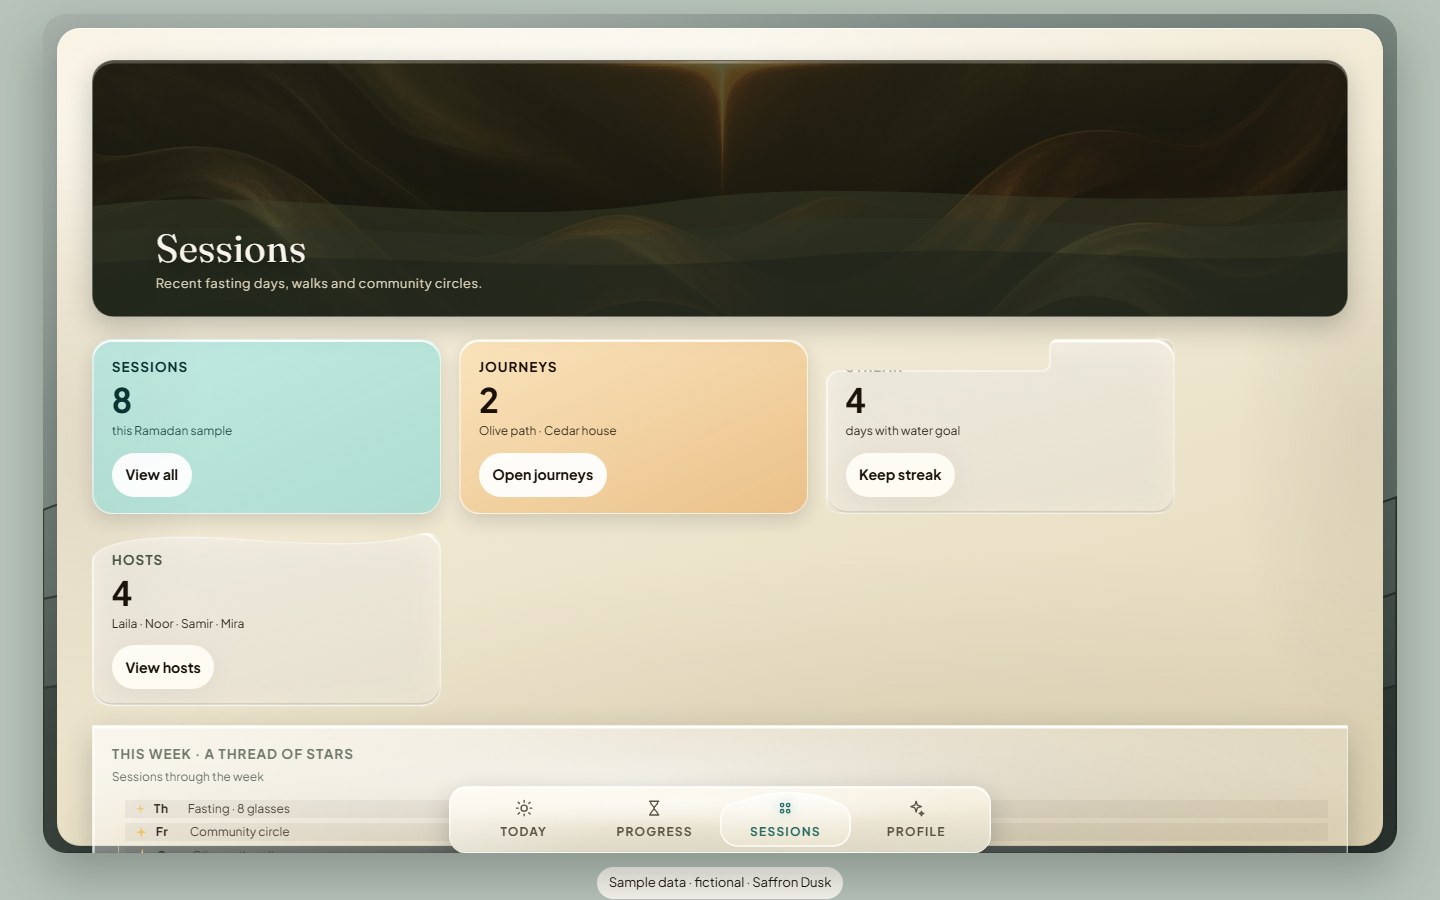 Sessions
Recent fasting days, walks and community circles.
SESSIONS
8
this Ramadan sample
View all
JOURNEYS
2
Olive path · Cedar house
Open journeys
4
days with water goal
Keep streak
HOSTS
4
Laila · Noor · Samir · Mira
View hosts
THIS WEEK · A THREAD OF STARS
Sessions through the week
Th Fasting · 8 glasses
Fr Community circle
TODAY
PROGRESS
SESSIONS
PROFILE
Sample data · fictional · Saffron Dusk